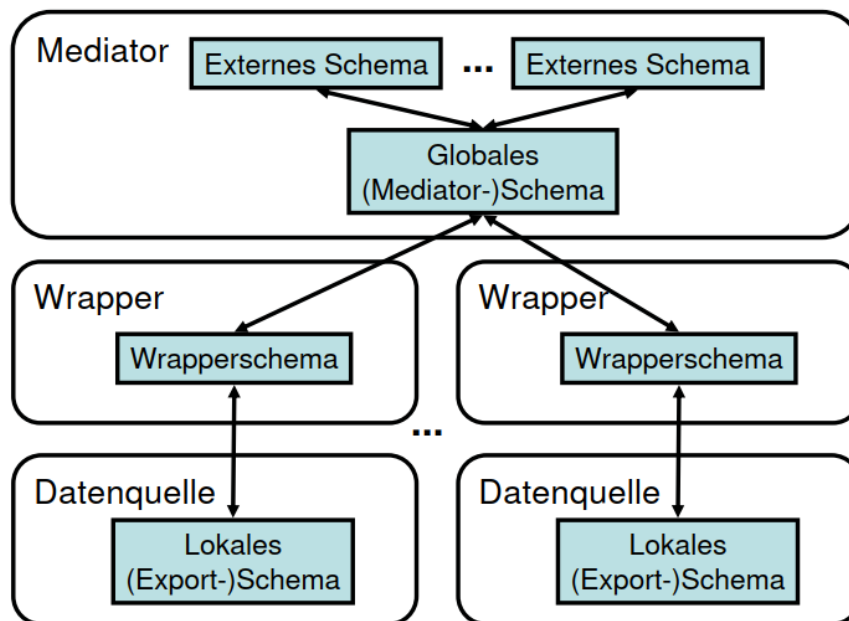 Mediator
Externes Schema
...
Externes Schema
Globales
(Mediator-)Schema
Wrapper
Wrapper
Wrapperschema
Wrapperschema
...
Datenquelle
Datenquelle
Lokales
(Export-)Schema
Lokales
(Export-)Schema